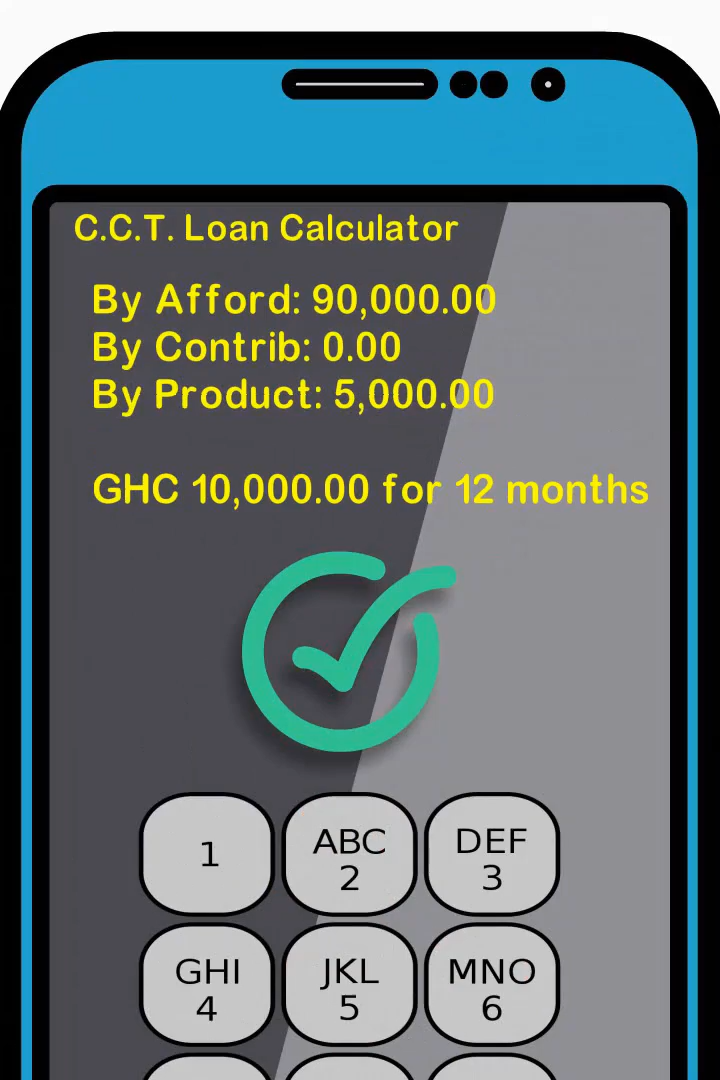 C.C.T. Loan Calculator
By Afford: 90,000.00
By Contrib: 0.00
By Product: 5,000.00
GHC 10,000.00 for 12 months
1
ABC
2
DEF
3
GHI
4
JKL
5
MNO
6